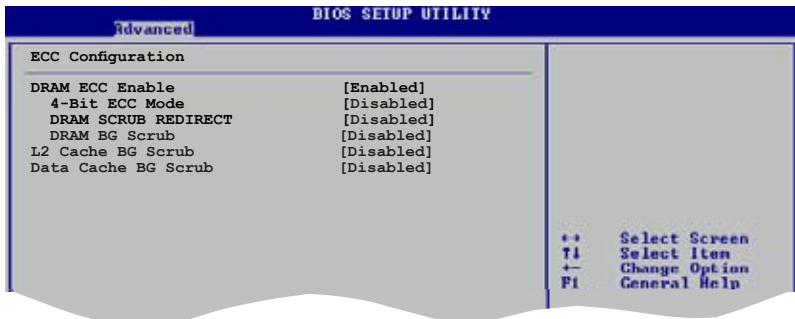 BIOS SETUP UTILITY
Advanced
ECC Configuration
DRAM ECC Enable [Enabled]
4-Bit ECC Mode [Disabled]
DRAM SCRUB REDIRECT [Disabled]
DRAM BG Scrub [Disabled]
L2 Cache BG Scrub [Disabled]
Data Cache BG Scrub [Disabled]
←→ Select Screen
↑↓ Select Item
+- Change Option
F1 General Help